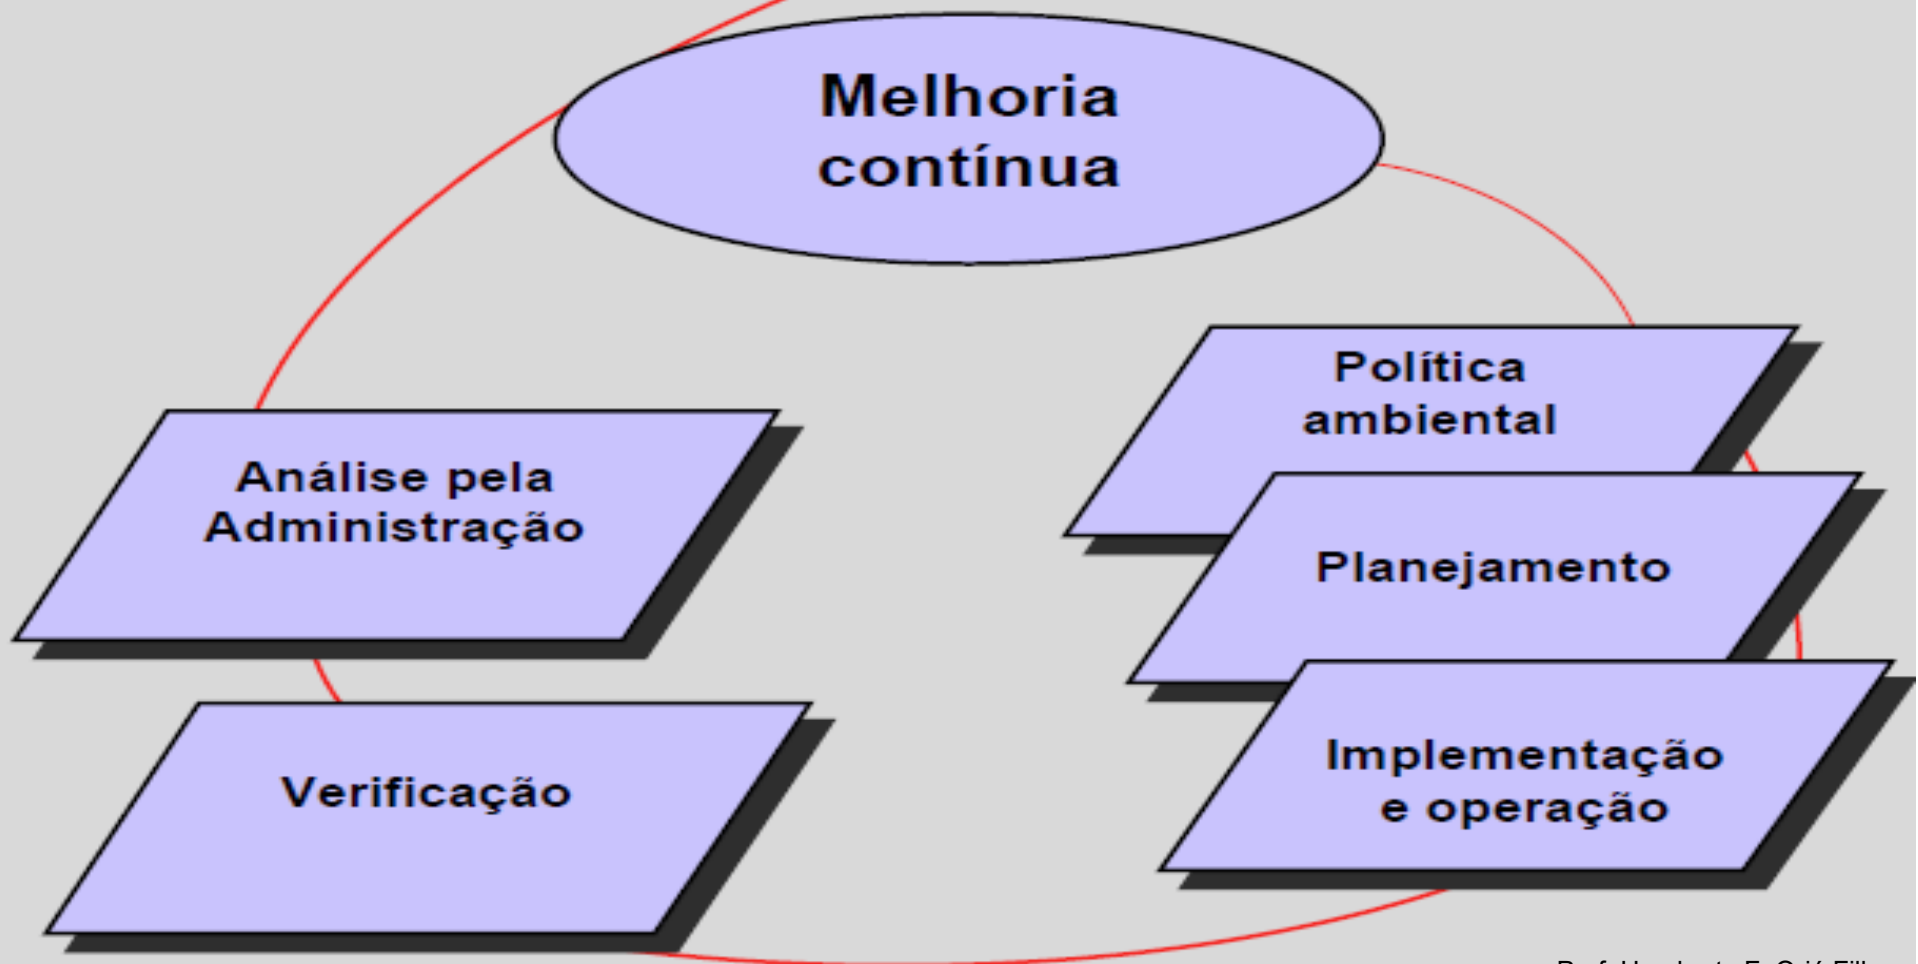 Melhoria
contínua
Política
ambiental
Análise pela
Administração
Planejamento
Implementação
e operação
Verificação